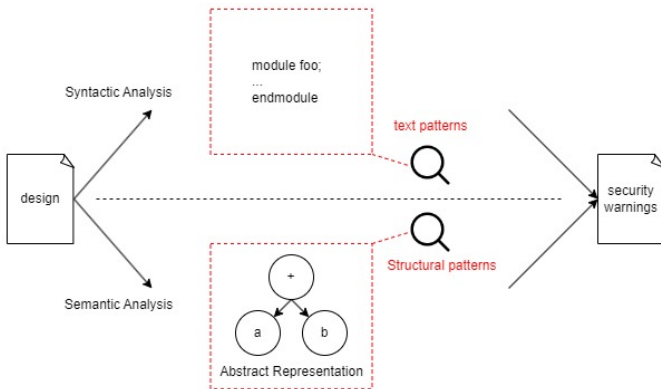 module foo;
...
endmodule
Syntactic Analysis
text patterns
design
security
warnings
Structural patterns
Semantic Analysis
+
a
b
Abstract Representation